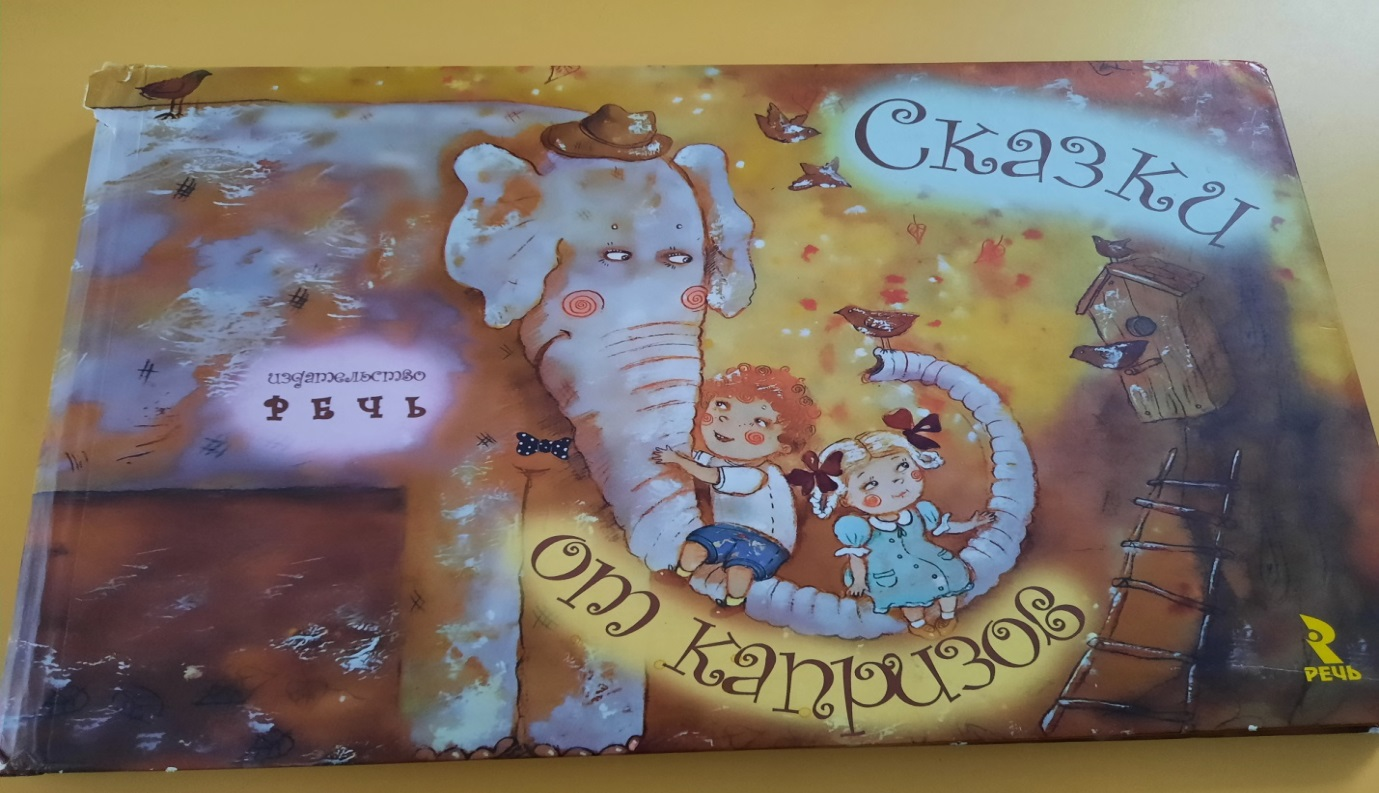 Сказки
издательство
РЕЧЬ
от капризов
РЕЧЬ